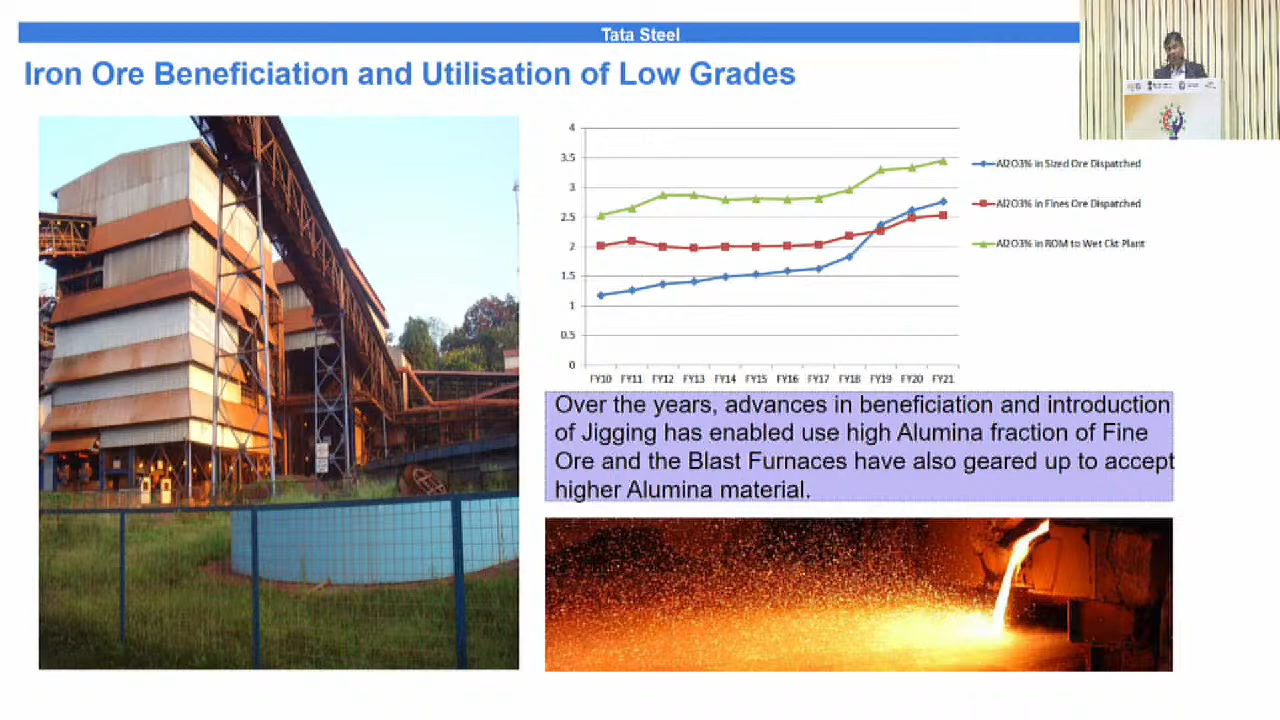 Tata Steel
Iron Ore Beneficiation and Utilisation of Low Grades
4
3.5
3
2.5
2
1.5
1
0.5
0
FY10 FY11 FY12 FY13 FY14 FY15 FY16 FY17 FY18 FY19 FY20 FY21
Al2O3% in Sized Ore Dispatched
Al2O3% in Fines Ore Dispatched
Al2O3% in ROM to Wet Ckt Plant
Over the years, advances in beneficiation and introduction
of Jigging has enabled use high Alumina fraction of Fine
Ore and the Blast Furnaces have also geared up to accept
higher Alumina material.